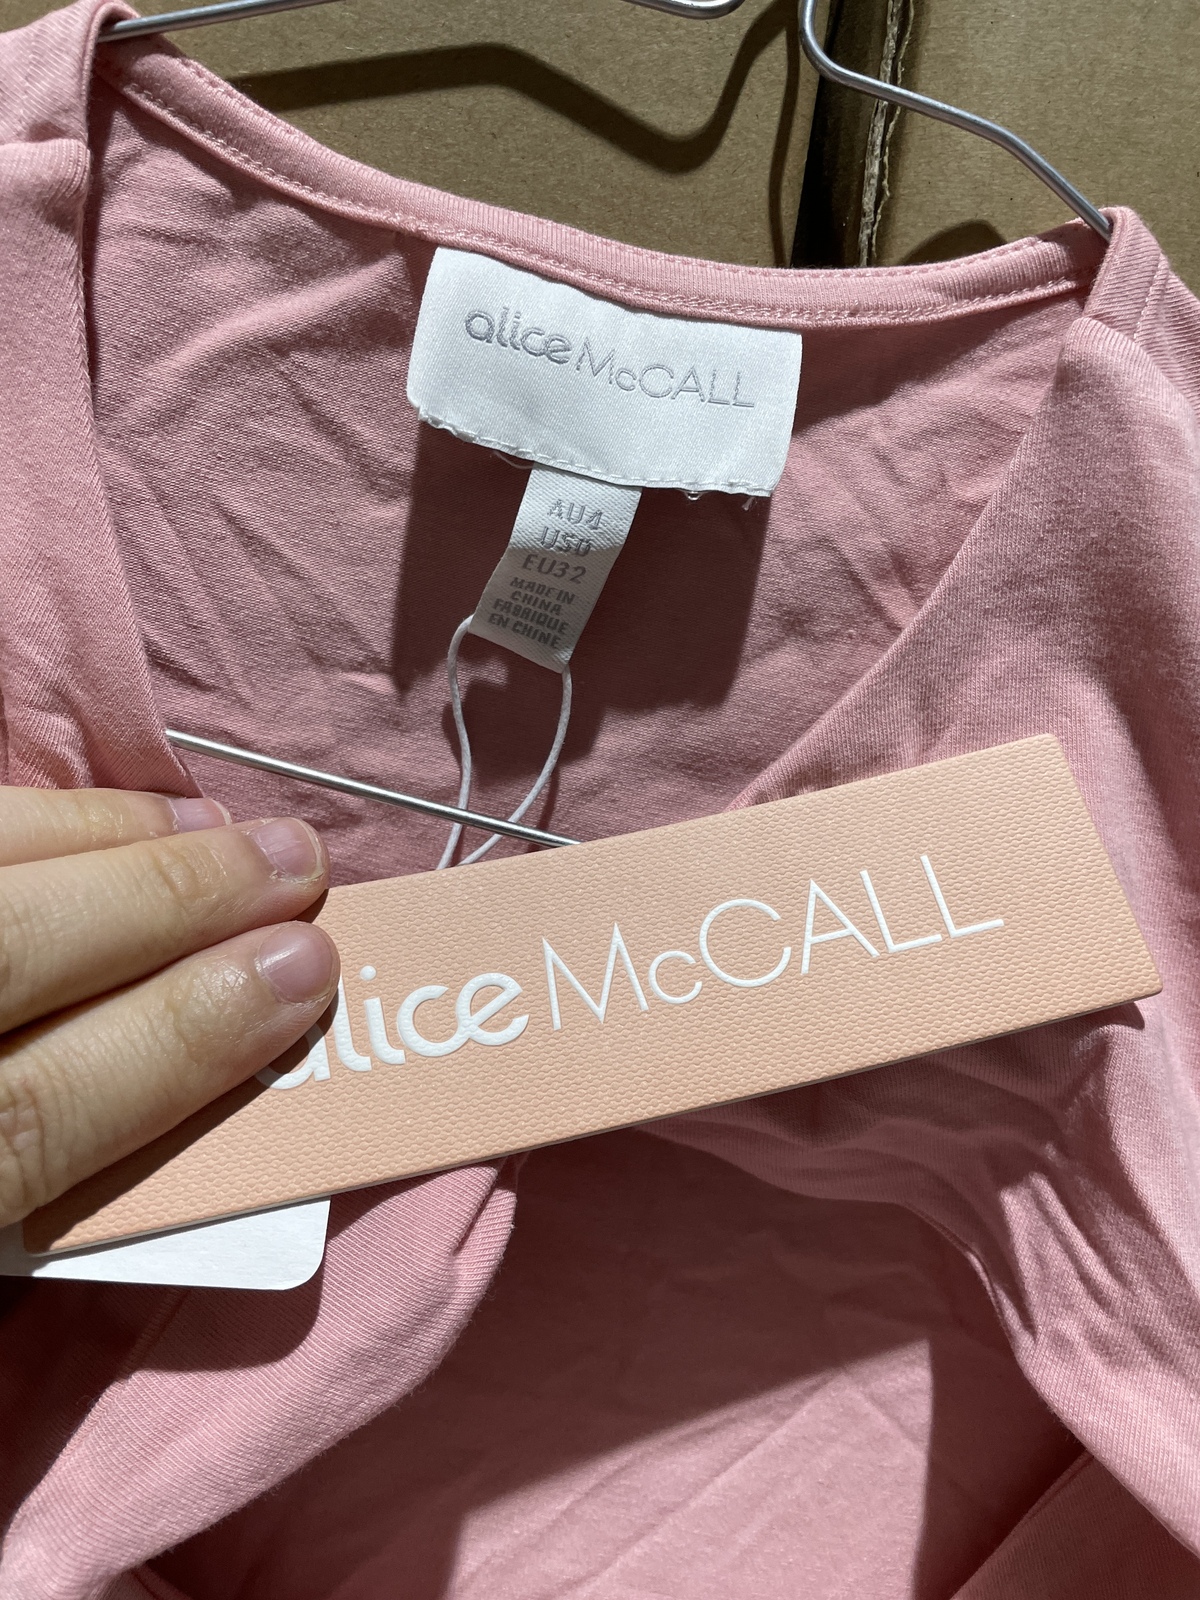 alice McCALL
AU4
US0
EU32
MADE IN
CHINA
FABRIQUE
EN CHINE
alice McCALL